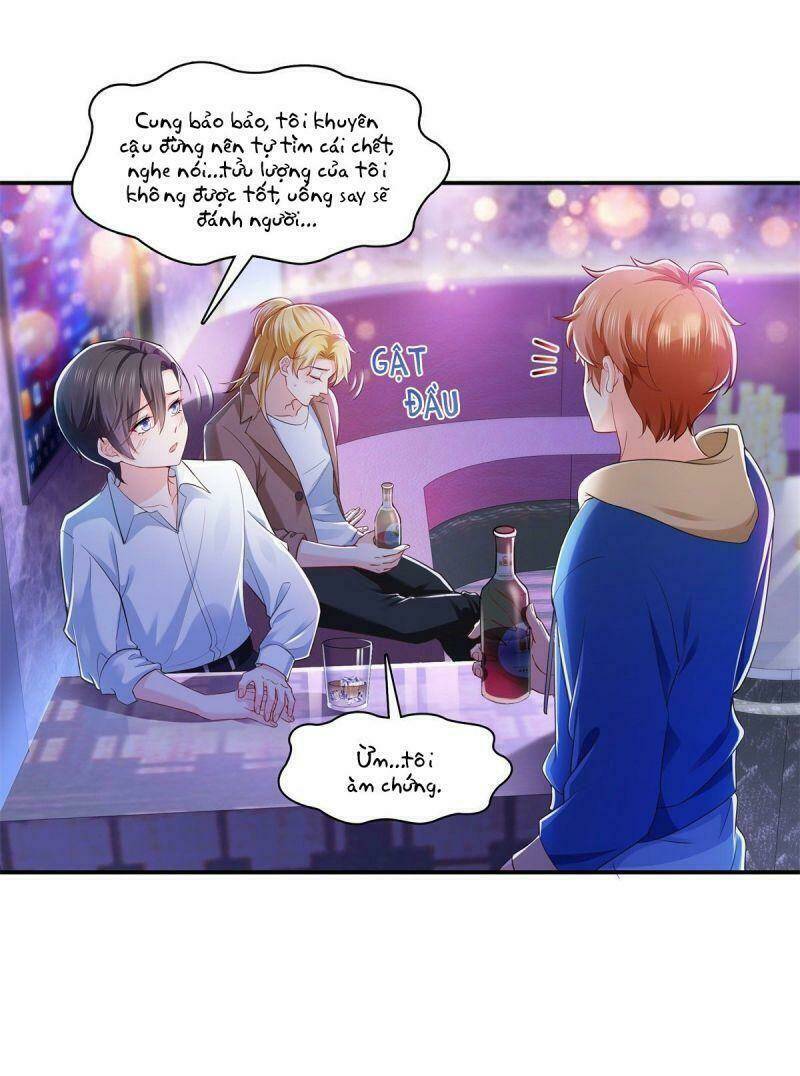 Cung bảo bảo, tôi khuyên
cậu đừng nên tự tìm cái chết,
nghe nói...tửu lượng của tôi
không được tốt, uống say sẽ
đánh người...
GẬT
ĐẦU
Ừm...tôi
àm chứng.